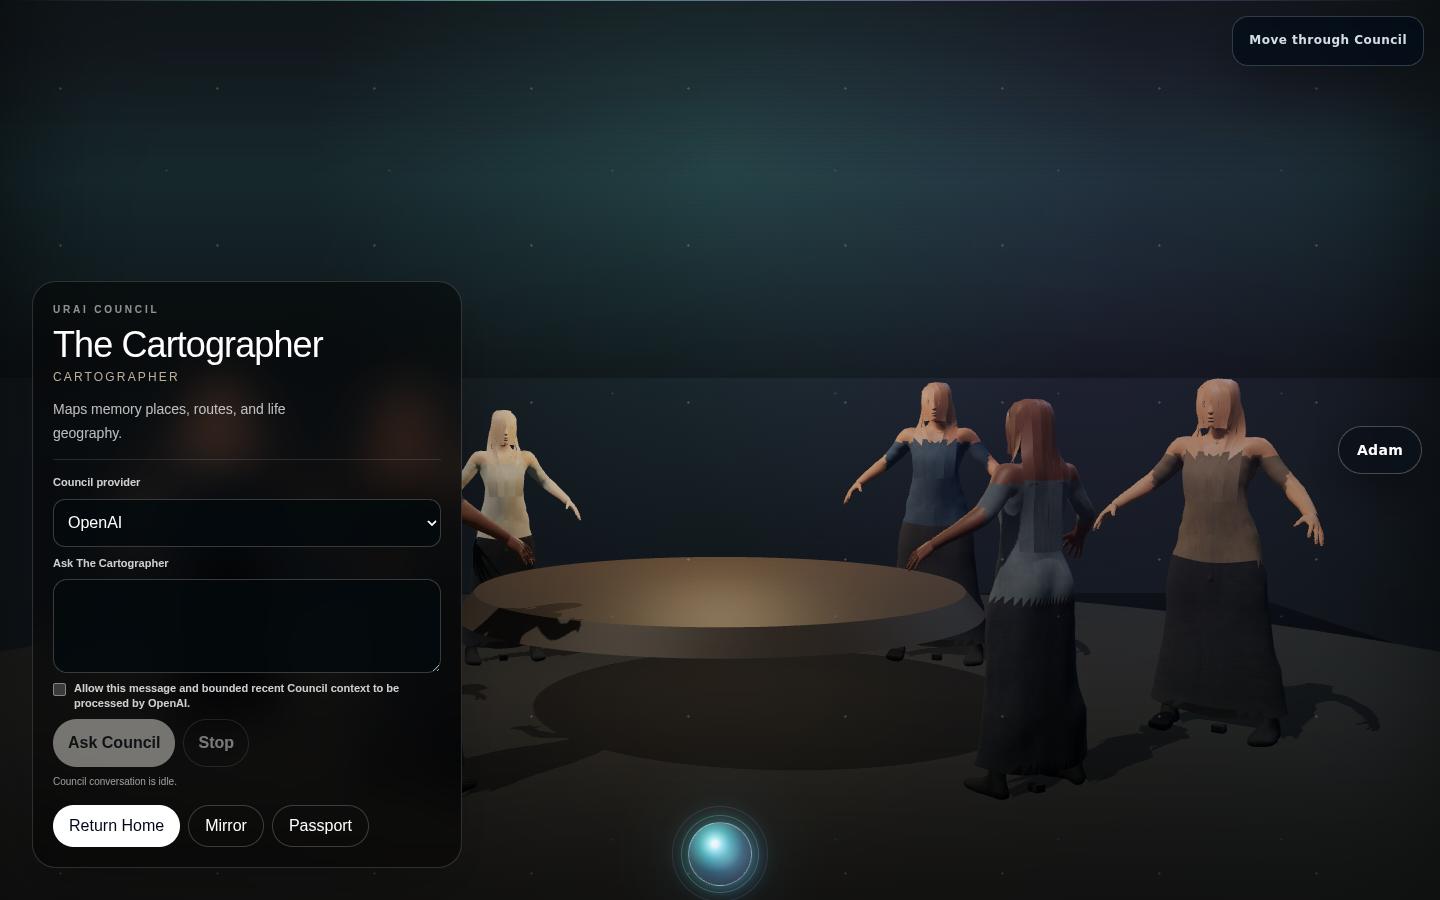 Move through Council
URAI COUNCIL
The Cartographer
CARTOGRAPHER
Maps memory places, routes, and life
geography.
Council provider
OpenAI
Ask The Cartographer
Allow this message and bounded recent Council context to be
processed by OpenAI.
Ask Council
Stop
Council conversation is idle.
Return Home
Mirror
Passport
Adam